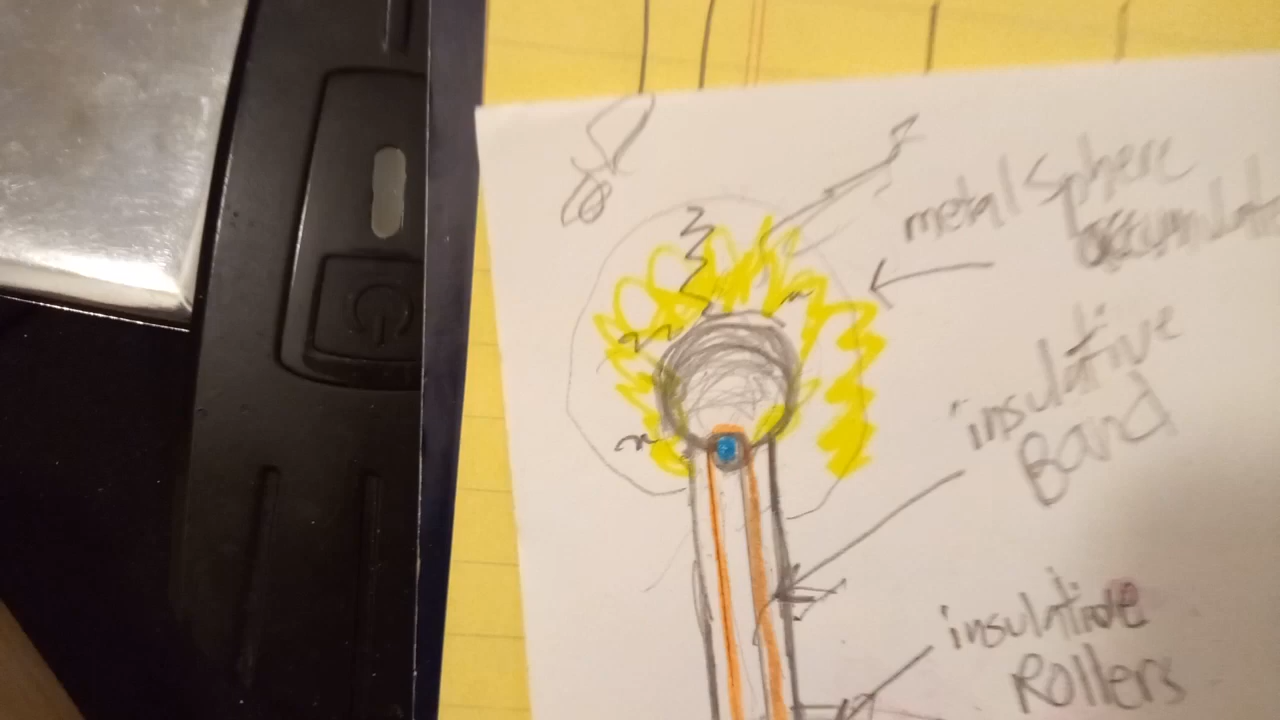 metal sphere
insulative
Band
insulative
Rollers